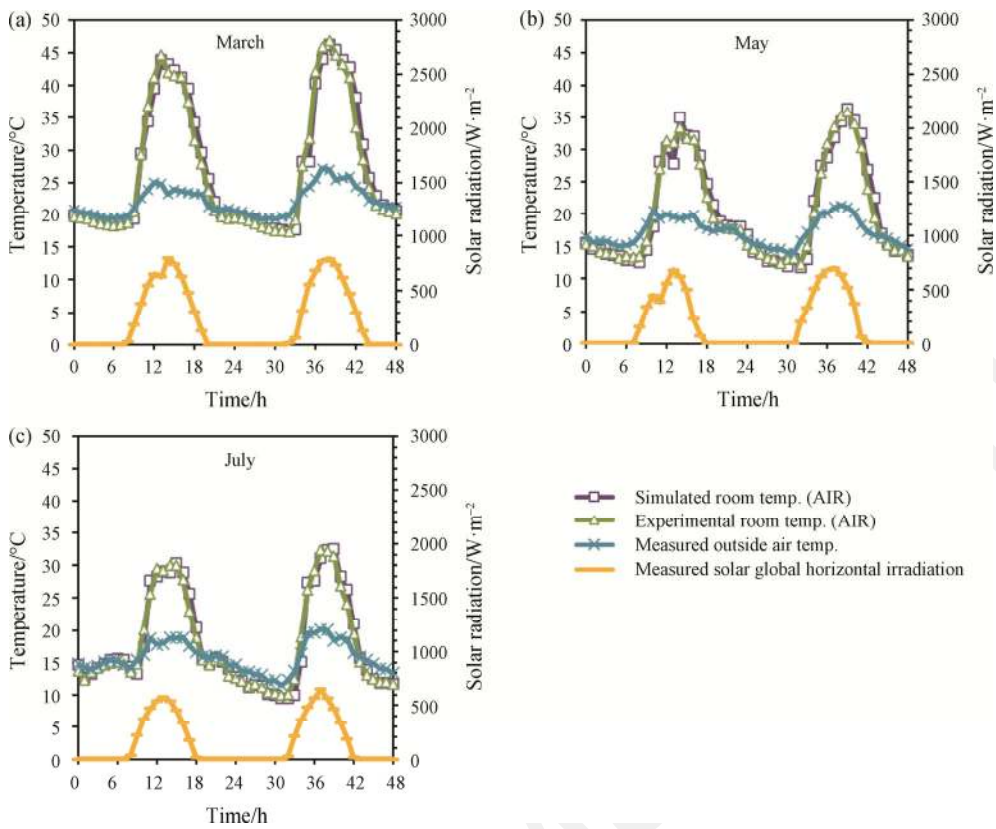 (a)
March
Temperature/°C
50
45
40
35
30
25
20
15
10
5
0
3000
2500
2000
1500
1000
500
0
Solar radiation/W·m⁻²
0 6 12 18 24 30 36 42 48
Time/h
(b)
May
Temperature/°C
50
45
40
35
30
25
20
15
10
5
0
3000
2500
2000
1500
1000
500
0
Solar radiation/W·m⁻²
0 6 12 18 24 30 36 42 48
Time/h
(c)
July
Temperature/°C
50
45
40
35
30
25
20
15
10
5
0
3000
2500
2000
1500
1000
500
0
Solar radiation/W·m⁻²
0 6 12 18 24 30 36 42 48
Time/h
Simulated room temp. (AIR)
Experimental room temp. (AIR)
Measured outside air temp.
Measured solar global horizontal irradiation